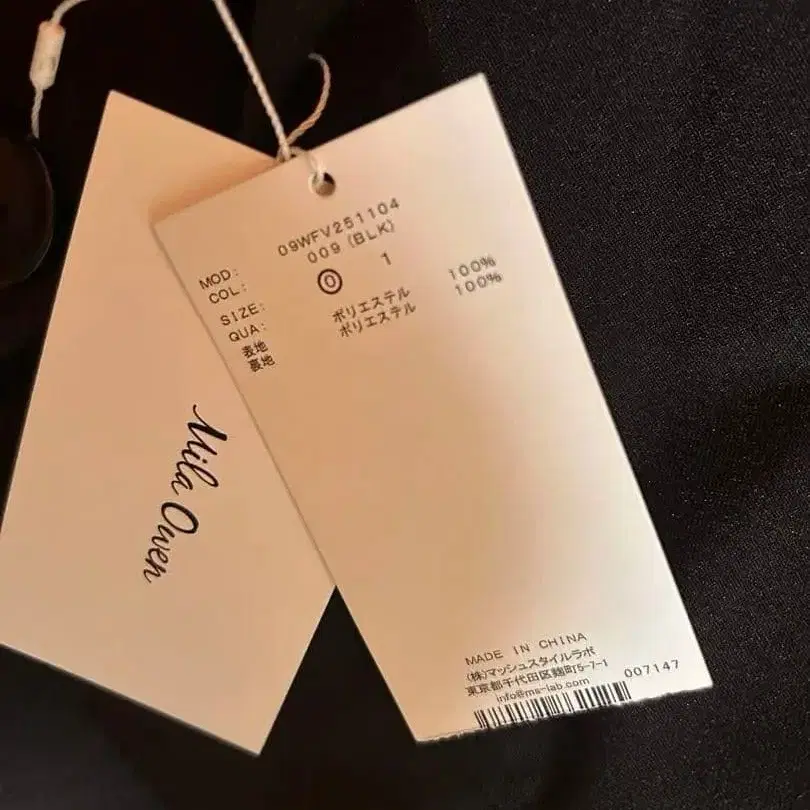 MOD: 09WFV251104
COL: 009 (BLK)
SIZE: 0 1
QUA:
表地 ポリエステル 100%
裏地 ポリエステル 100%
Mila Owen
MADE IN CHINA
(株)マッシュスタイルラボ
東京都千代田区麹町5-7-1
info@ms-lab.com
007147